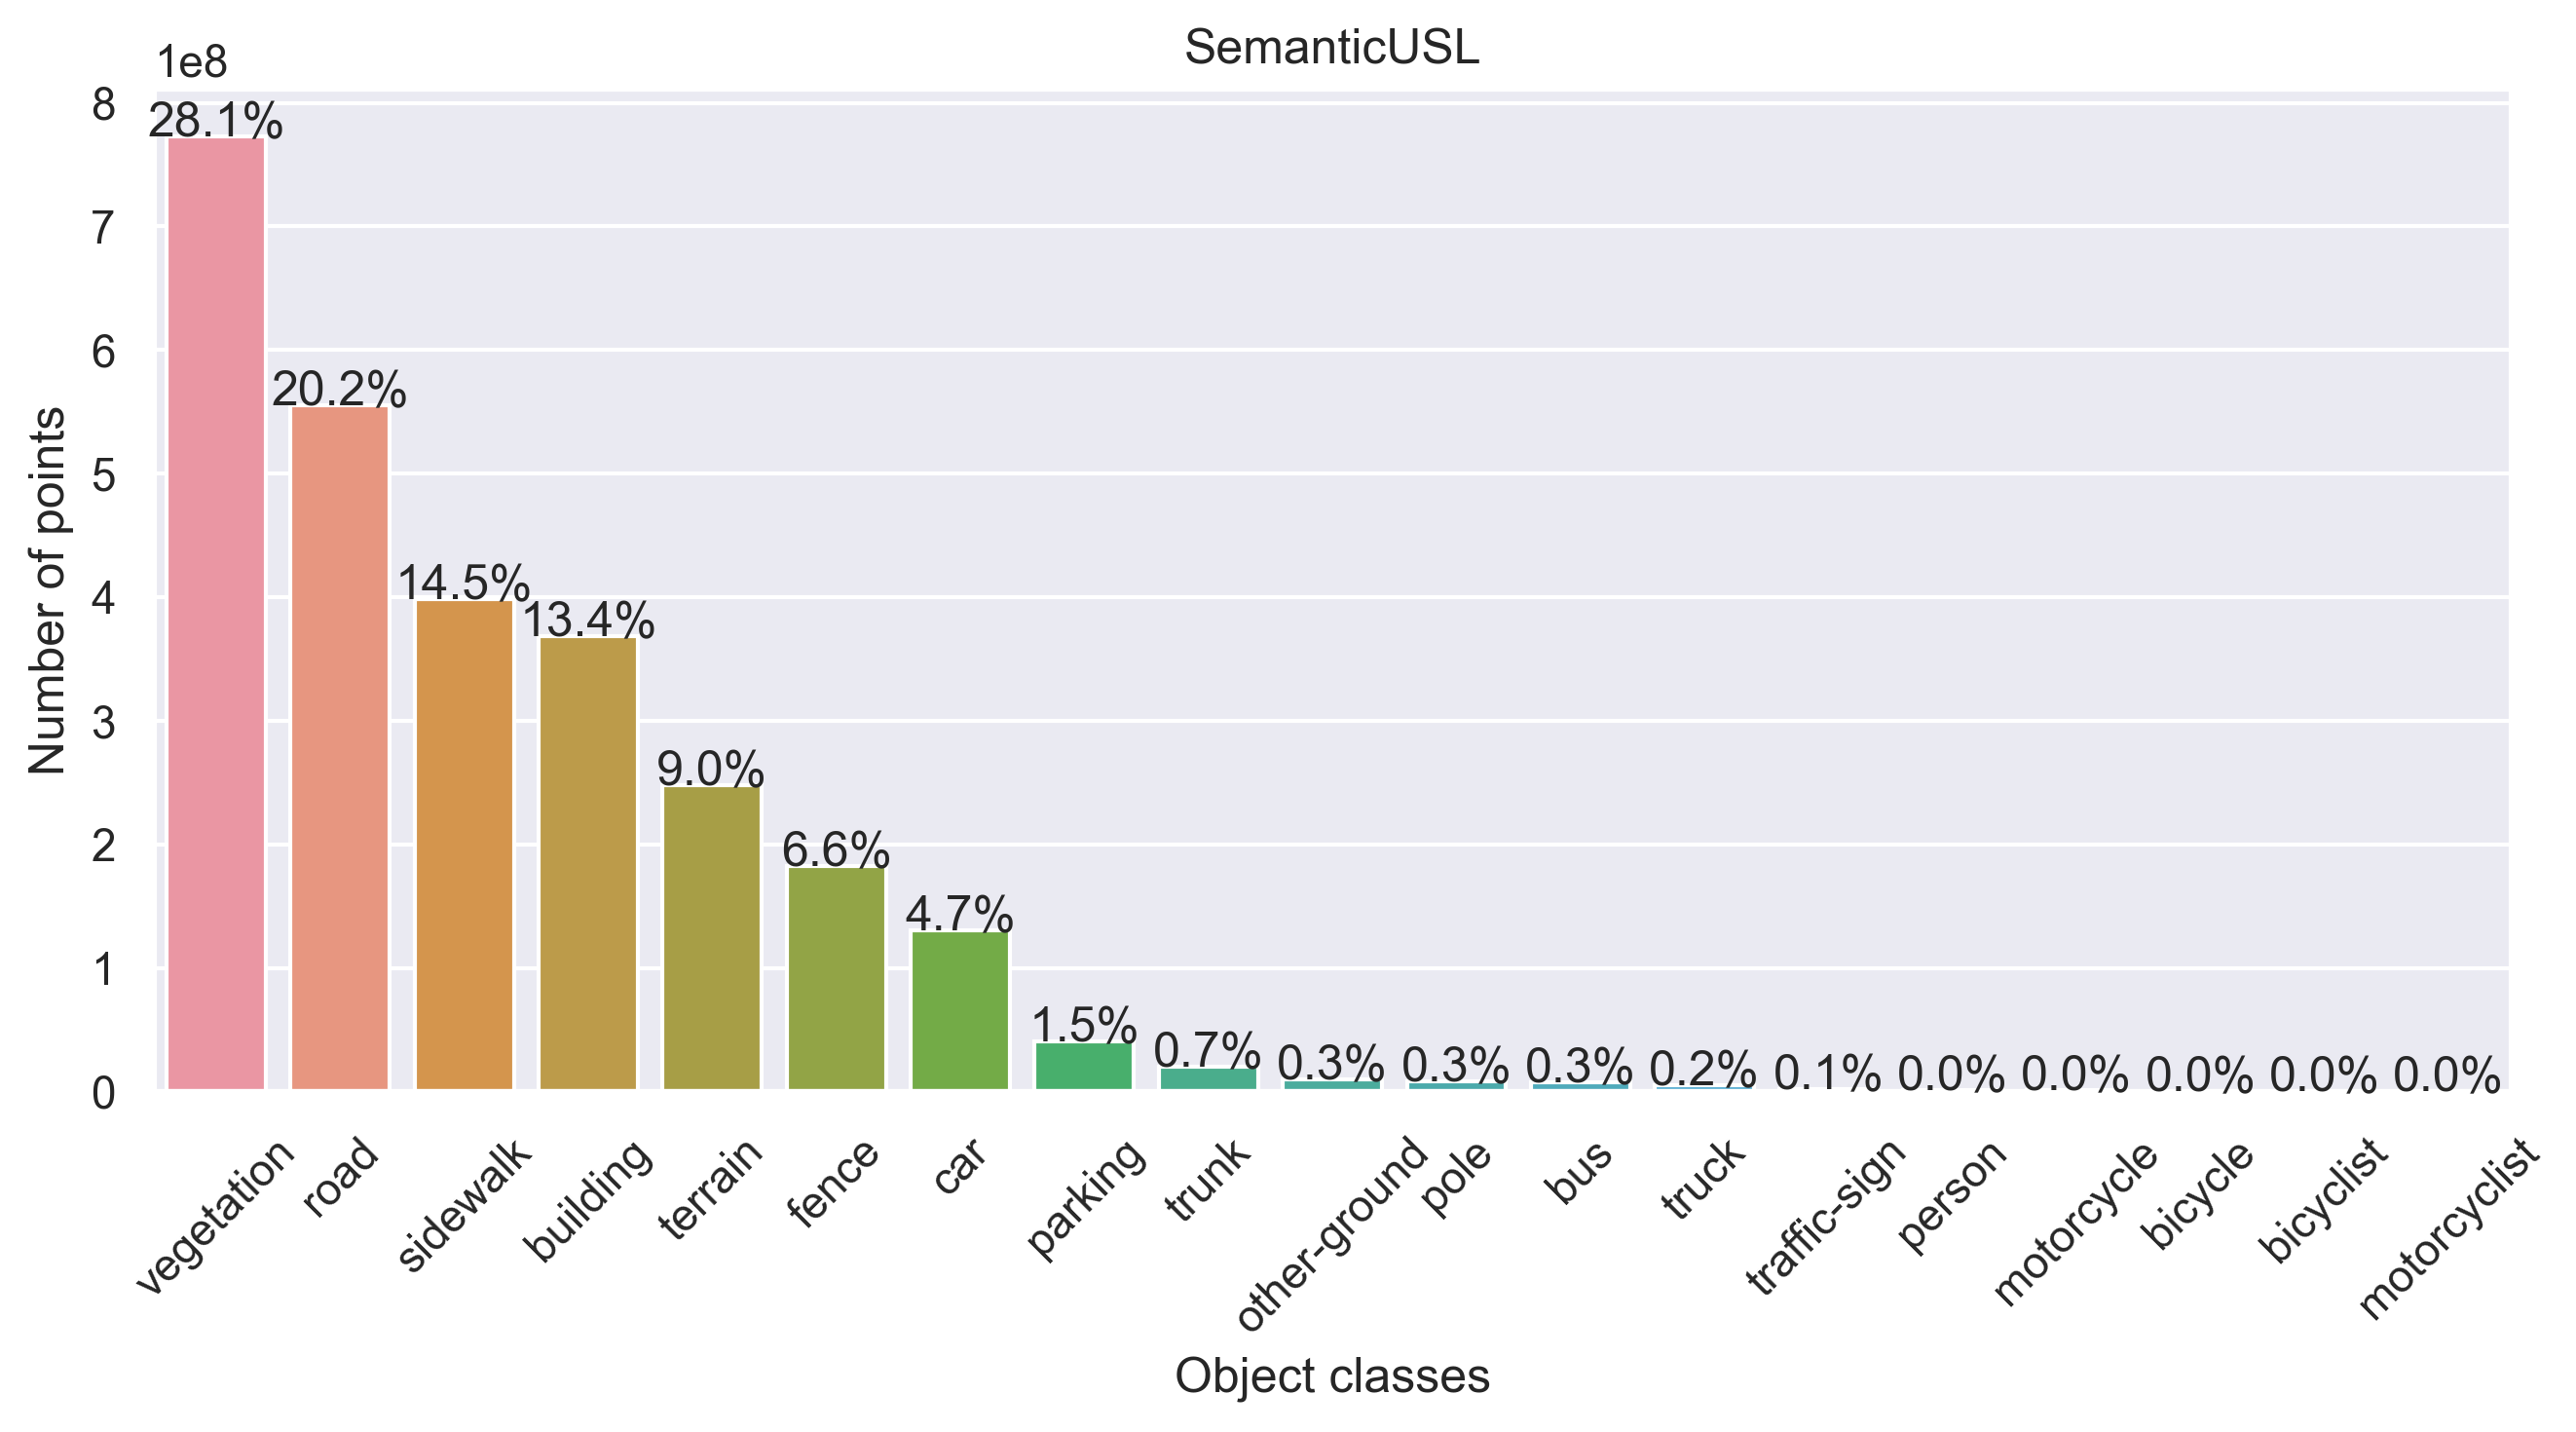 SemanticUSL
1e8
8
7
6
5
4
3
2
1
0
Number of points
28.1%
20.2%
14.5%
13.4%
9.0%
6.6%
4.7%
1.5%
0.7%
0.3%
0.3%
0.3%
0.2%
0.1%
0.0%
0.0%
0.0%
0.0%
0.0%
vegetation
road
sidewalk
building
terrain
fence
car
parking
trunk
other-ground
pole
bus
truck
traffic-sign
person
motorcycle
bicycle
bicyclist
motorcyclist
Object classes